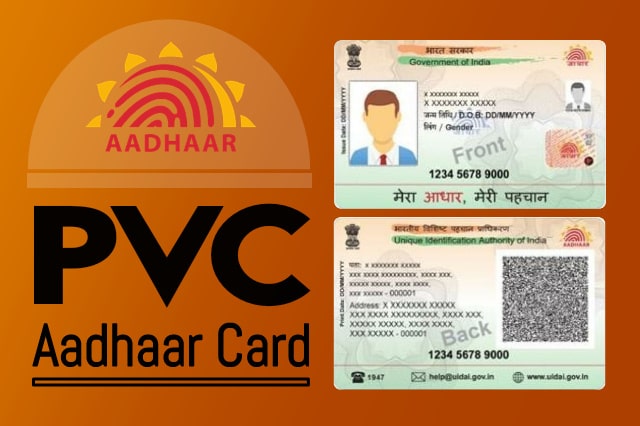 AADHAAR
PVC
Aadhaar Card
भारत सरकार
Government of India
आधार
Issue Date: DD/MM/YYYY
x xxxxxxx xxxxx
X XXXXXXX XXXXX
जन्म तिथि / D.O.B: DD/MM/YYYY
लिंग / Gender
Front
1234 5678 9000
मेरा आधार, मेरी पहचान
भारतीय विशिष्ट पहचान प्राधिकरण
Unique Identification Authority of India
AADHAAR
Print Date: DD/MM/YYYY
पता: x xxxxxxx xxxxx
xxx xxxx xxxxxxxxx, xxxx xxx,
xxxxxx xxxxxx, xxxx xxxx,
xxx xxxxx - 000001
Address: X XXXXXXX XXXXX
XXX XXXX XXXXXXXXX, XXXX XXX,
XXXXXX XXXXX, XXXX XXXX,
XXX XXXXX - 000001
Back
1234 5678 9000
1947
help@uidai.gov.in
www.uidai.gov.in